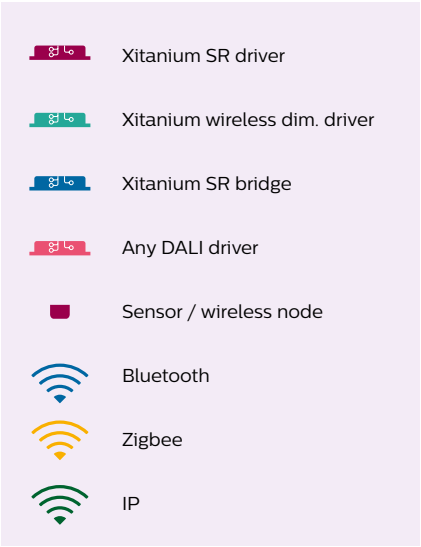 Xitanium SR driver
Xitanium wireless dim. driver
Xitanium SR bridge
Any DALI driver
Sensor / wireless node
Bluetooth
Zigbee
IP